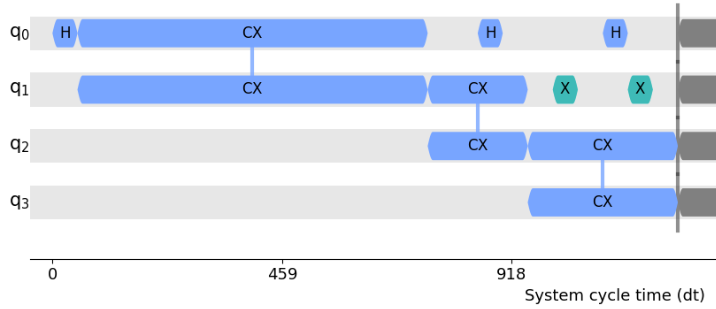 q0 H CX H H
q1 CX CX X X
q2 CX CX
q3 CX
0 459 918
System cycle time (dt)